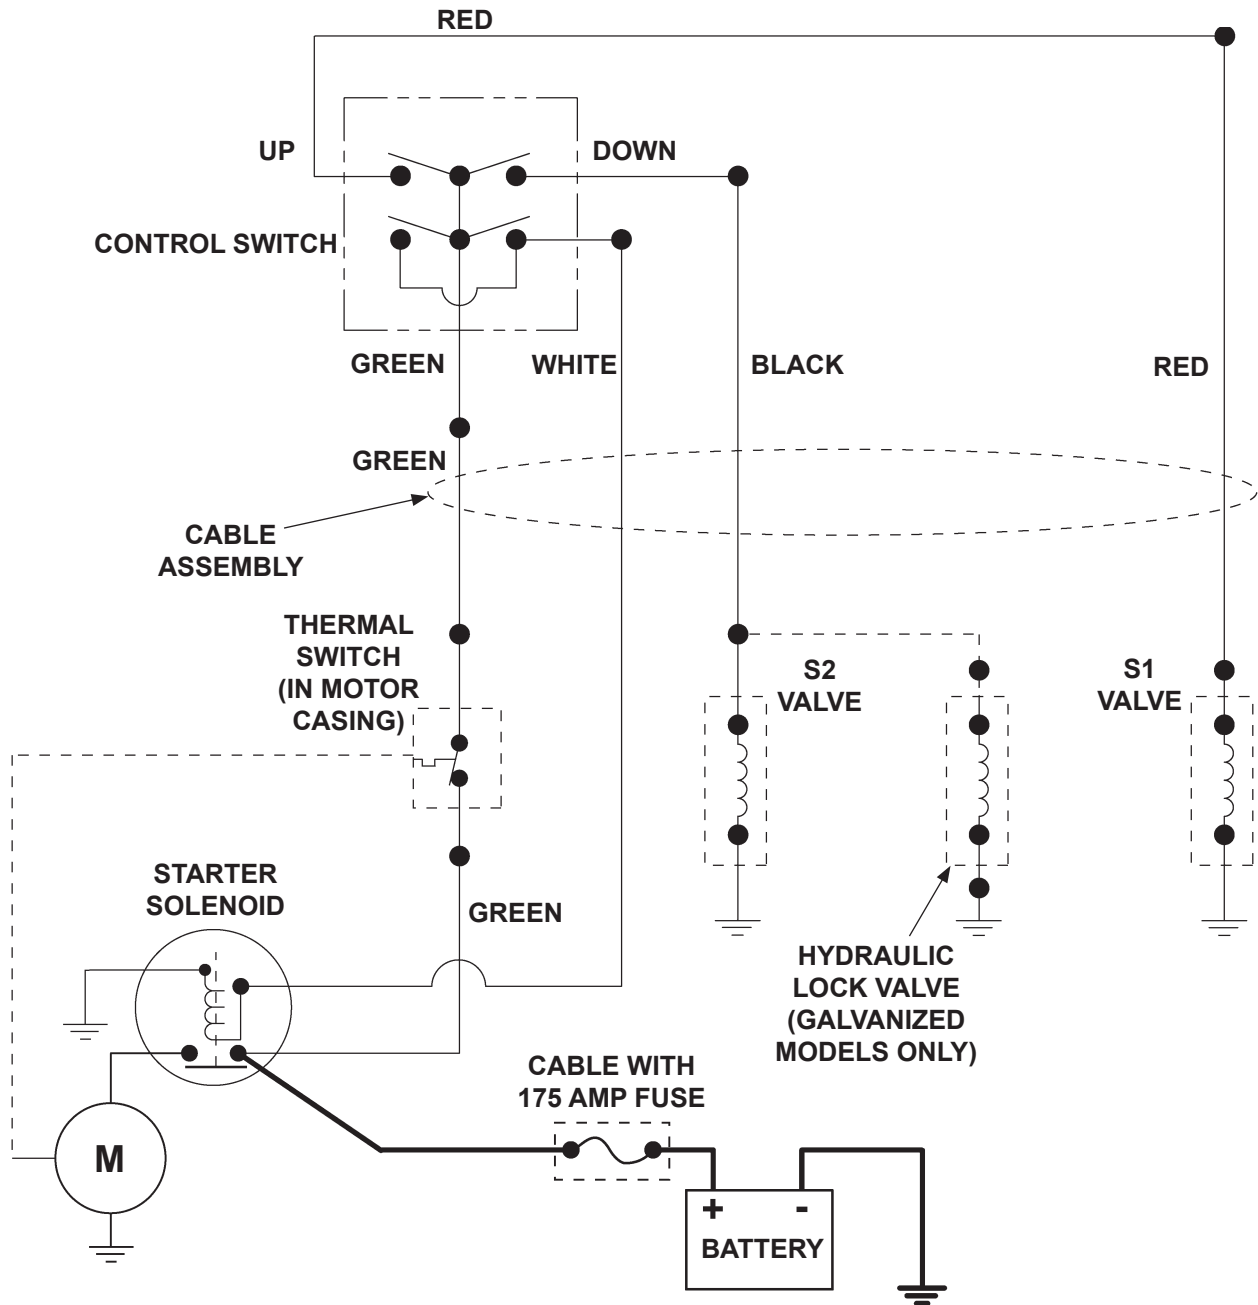 RED
UP
DOWN
CONTROL SWITCH
GREEN
WHITE
BLACK
RED
GREEN
CABLE
ASSEMBLY
THERMAL
SWITCH
(IN MOTOR
CASING)
S2
VALVE
S1
VALVE
STARTER
SOLENOID
GREEN
HYDRAULIC
LOCK VALVE
(GALVANIZED
MODELS ONLY)
CABLE WITH
175 AMP FUSE
M
+ -
BATTERY